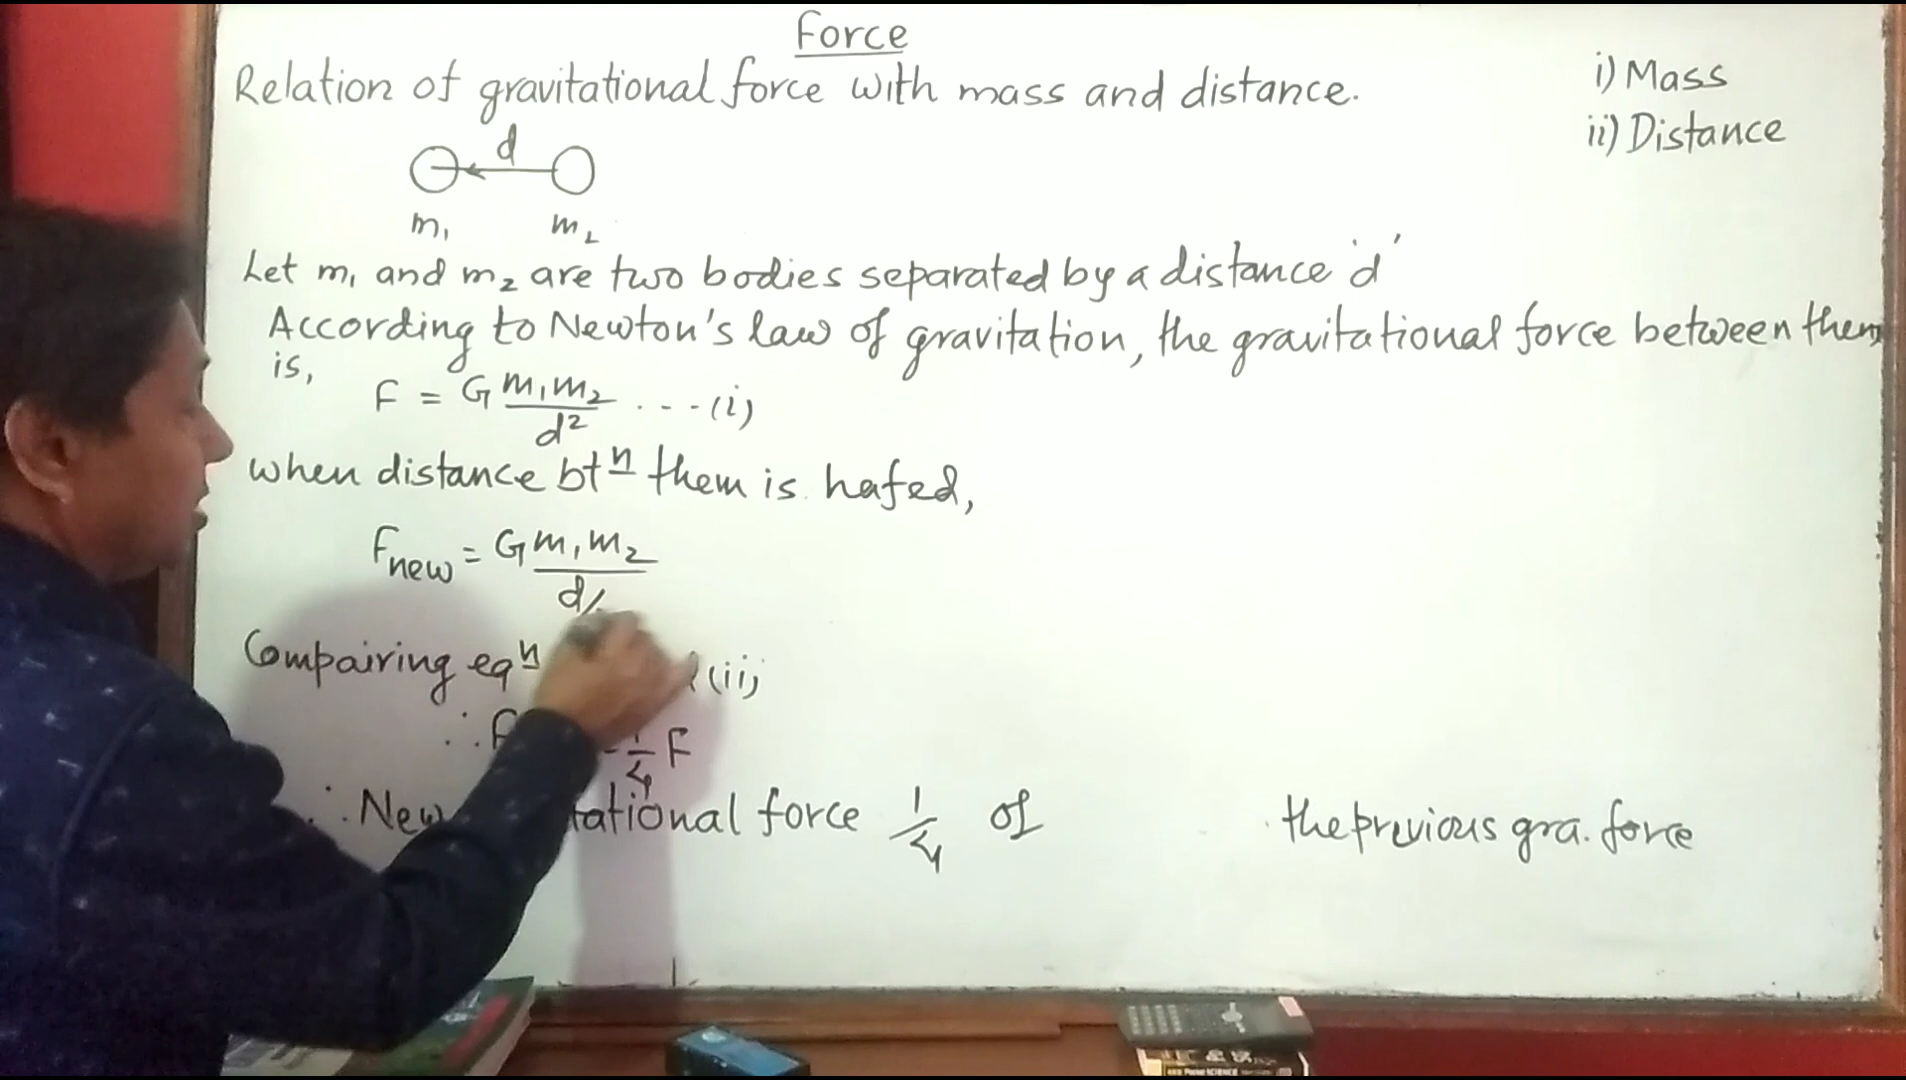 Force
Relation of gravitational force with mass and distance.
i) Mass
ii) Distance
d
m₁ m₂
Let m₁ and m₂ are two bodies separated by a distance 'd'
According to Newton's law of gravitation, the gravitational force between them
is,
F = G m₁m₂ / d² ... (i)
when distance btⁿ them is hafed,
Fnew = G m₁m₂ / d/
Compairing eqⁿ (ii)
∴ 1/4 F
∴ New tational force 1/4 of the previous gra. force